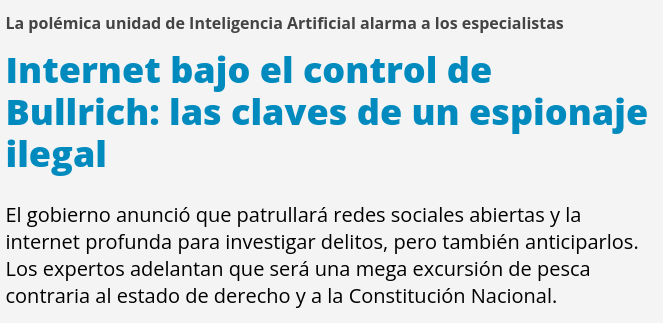 La polémica unidad de Inteligencia Artificial alarma a los especialistas
Internet bajo el control de
Bullrich: las claves de un espionaje
ilegal
El gobierno anunció que patrullará redes sociales abiertas y la
internet profunda para investigar delitos, pero también anticiparlos.
Los expertos adelantan que será una mega excursión de pesca
contraria al estado de derecho y a la Constitución Nacional.